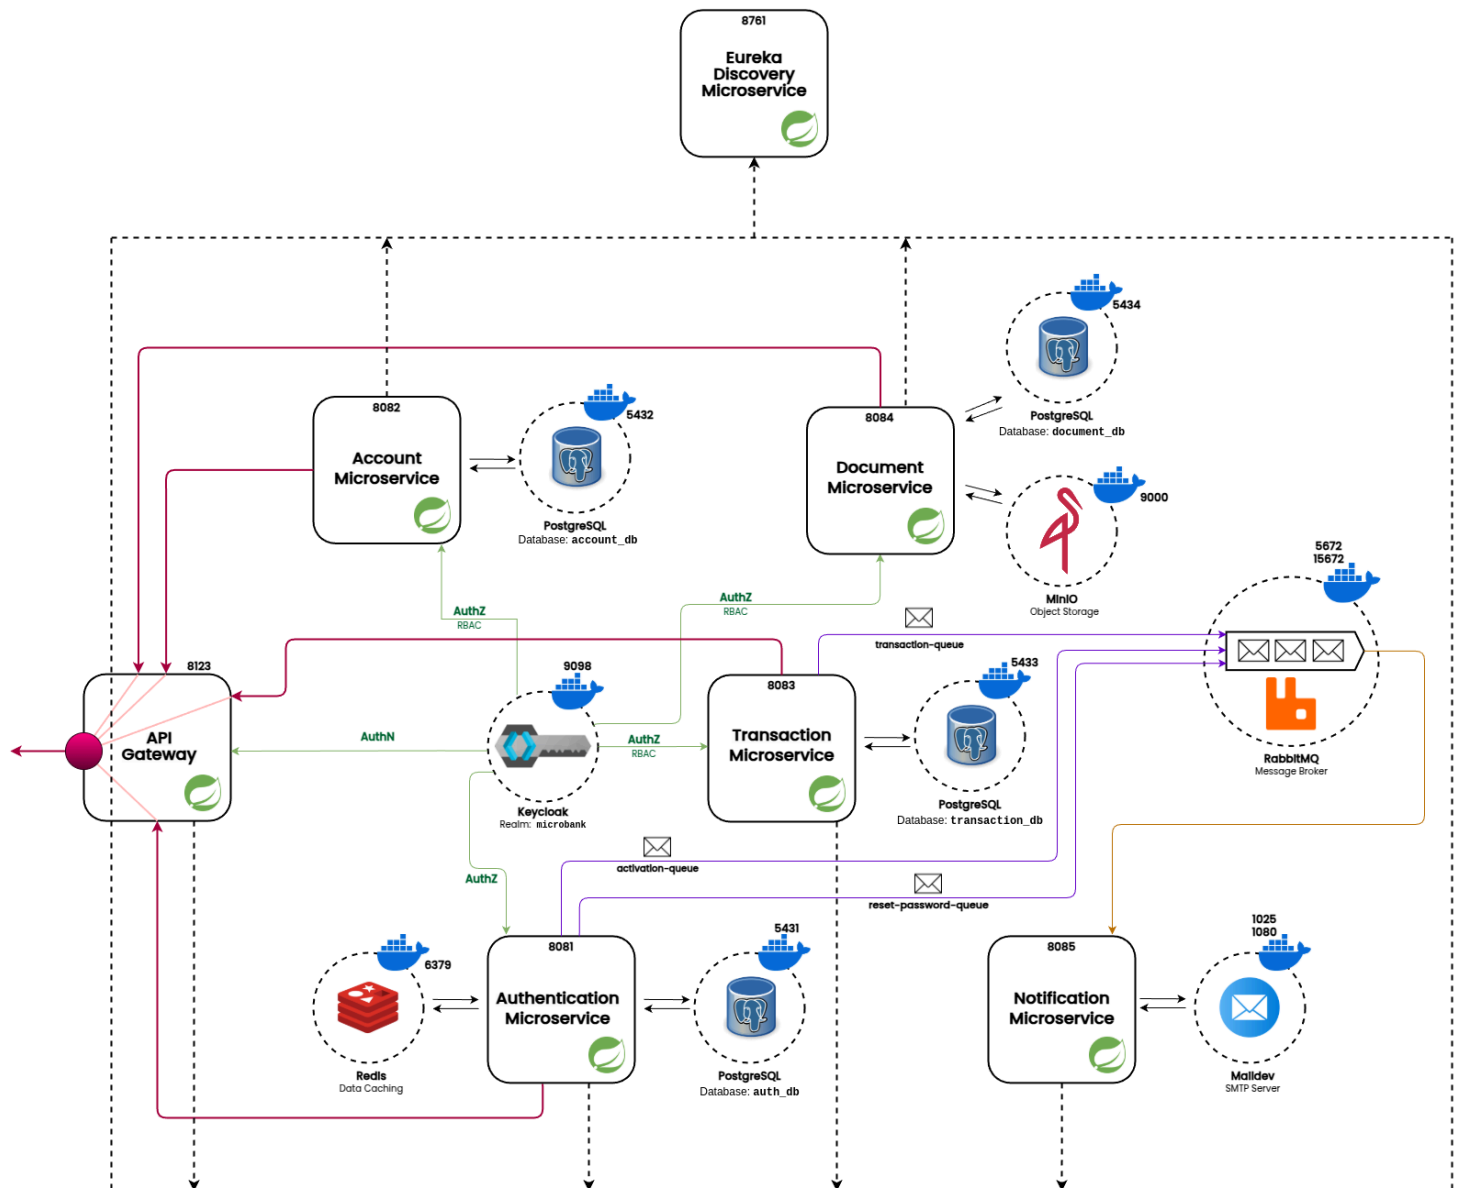 8761
Eureka
Discovery
Microservice
5434
PostgreSQL
Database: document_db
8082
Account
Microservice
5432
PostgreSQL
Database: account_db
8084
Document
Microservice
9000
MinIO
Object Storage
5672
15672
RabbitMQ
Message Broker
AuthZ
RBAC
AuthZ
RBAC
transaction-queue
8123
API
Gateway
AuthN
9098
Keycloak
Realm: microbank
AuthZ
RBAC
8083
Transaction
Microservice
5433
PostgreSQL
Database: transaction_db
activation-queue
reset-password-queue
AuthZ
6379
Redis
Data Caching
8081
Authentication
Microservice
5431
PostgreSQL
Database: auth_db
8085
Notification
Microservice
1025
1080
Maildev
SMTP Server